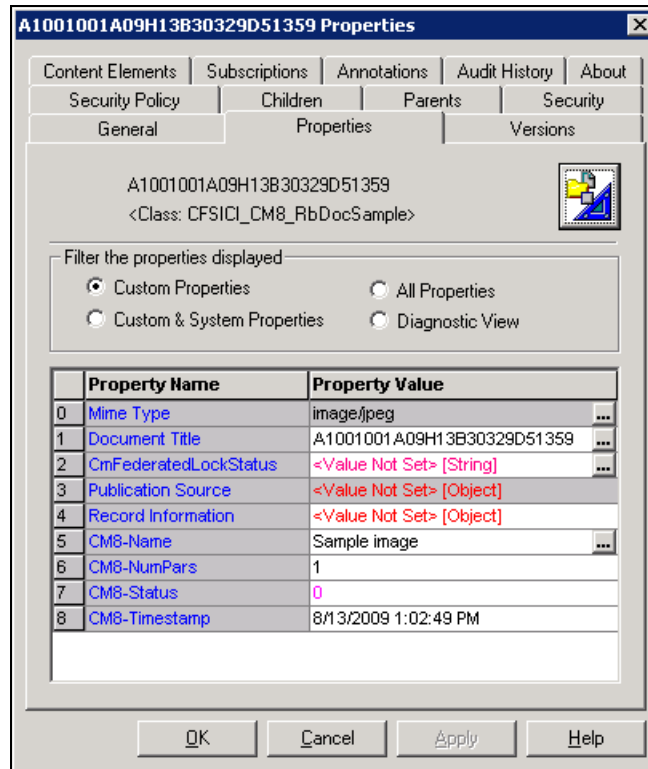 A1001001A09H13B30329D51359 Properties
Content Elements Subscriptions Annotations Audit History About
Security Policy Children Parents Security
General Properties Versions
A1001001A09H13B30329D51359
<Class: CFSICI_CM8_RbDocSample>
Filter the properties displayed
Custom Properties All Properties
Custom & System Properties Diagnostic View
Property Name Property Value
0 Mime Type image/jpeg ...
1 Document Title A1001001A09H13B30329D51359 ...
2 CmFederatedLockStatus <Value Not Set> [String] ...
3 Publication Source <Value Not Set> [Object]
4 Record Information <Value Not Set> [Object]
5 CM8-Name Sample image ...
6 CM8-NumPars 1
7 CM8-Status 0
8 CM8-Timestamp 8/13/2009 1:02:49 PM
OK Cancel Apply Help